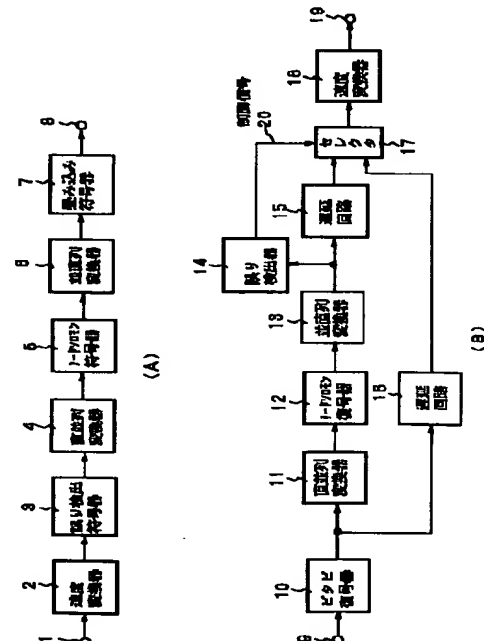 1
2
速度
変換器
3
誤り検出
符号器
4
直並列
変換器
5
リードソロモン
符号器
6
並直列
変換器
7
畳み込み
符号器
8
(A)
9
10
ビタビ
復号器
11
直並列
変換器
12
リードソロモン
復号器
13
並直列
変換器
14
誤り
検出器
15
遅延
回路
16
遅延
回路
制御信号
20
セレクタ
17
18
速度
変換器
19
(B)